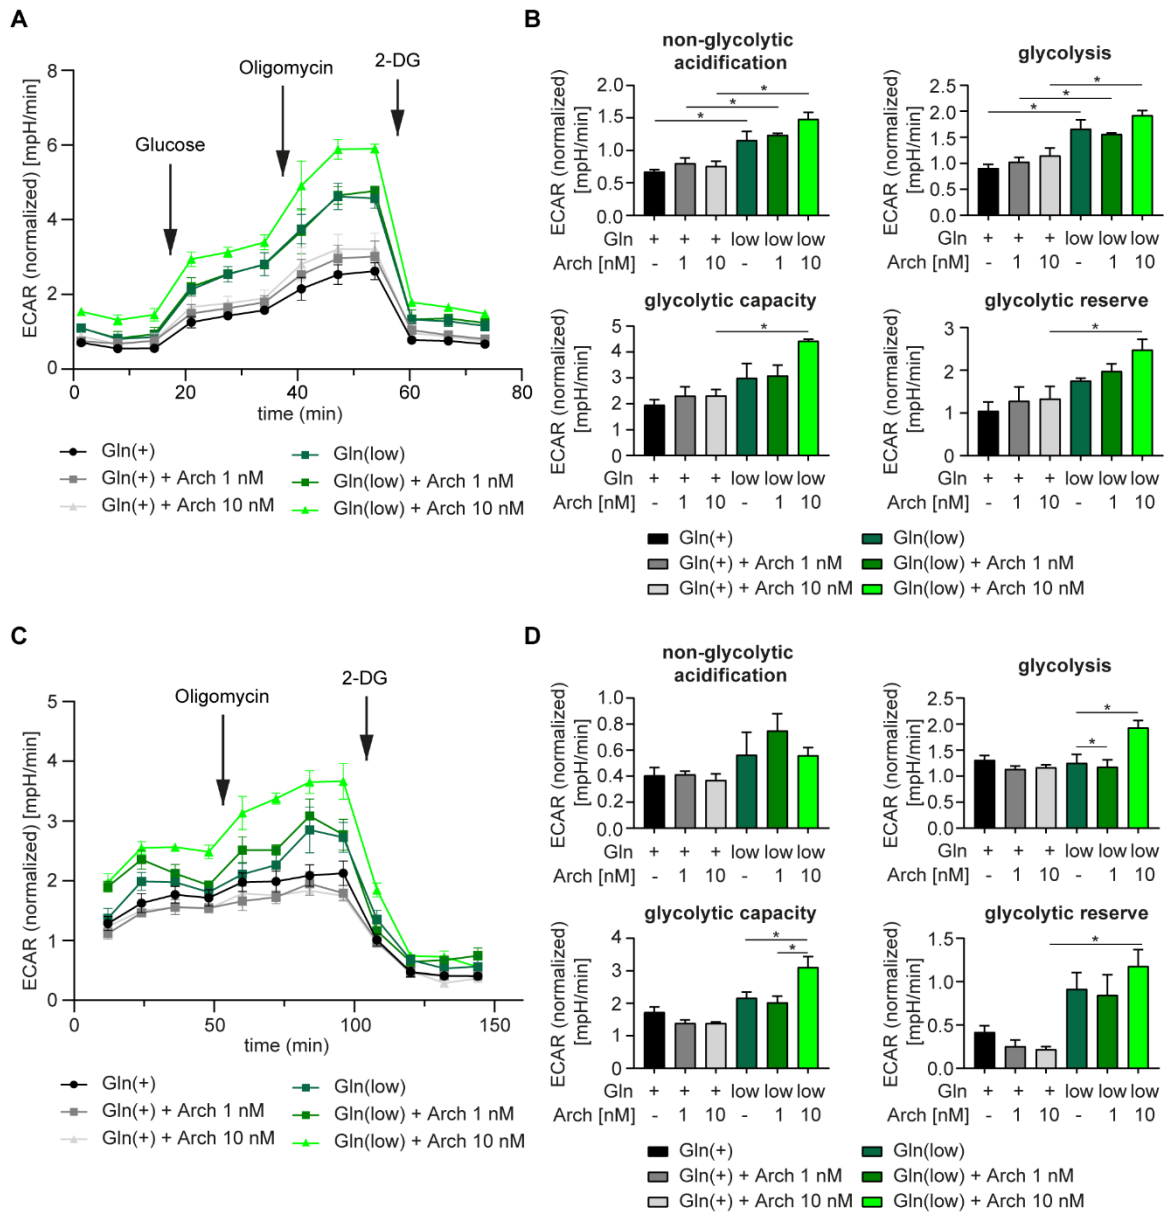 A
ECAR (normalized) [mpH/min]
8
6
4
2
0
0 20 40 60 80
time (min)
Glucose
Oligomycin
2-DG
Gln(+)
Gln(+) + Arch 1 nM
Gln(+) + Arch 10 nM
Gln(low)
Gln(low) + Arch 1 nM
Gln(low) + Arch 10 nM
B
non-glycolytic
acidification
ECAR (normalized)
[mpH/min]
2.0
1.5
1.0
0.5
0.0
* * *
Gln + + + low low low
Arch [nM] - 1 10 - 1 10
glycolysis
ECAR (normalized)
[mpH/min]
2.5
2.0
1.5
1.0
0.5
0.0
* * *
Gln + + + low low low
Arch [nM] - 1 10 - 1 10
glycolytic capacity
ECAR (normalized)
[mpH/min]
5
4
3
2
1
0
*
Gln + + + low low low
Arch [nM] - 1 10 - 1 10
glycolytic reserve
ECAR (normalized)
[mpH/min]
3
2
1
0
*
Gln + + + low low low
Arch [nM] - 1 10 - 1 10
Gln(+)
Gln(+) + Arch 1 nM
Gln(+) + Arch 10 nM
Gln(low)
Gln(low) + Arch 1 nM
Gln(low) + Arch 10 nM
C
ECAR (normalized) [mpH/min]
5
4
3
2
1
0
0 50 100 150
time (min)
Oligomycin
2-DG
Gln(+)
Gln(+) + Arch 1 nM
Gln(+) + Arch 10 nM
Gln(low)
Gln(low) + Arch 1 nM
Gln(low) + Arch 10 nM
D
non-glycolytic
acidification
ECAR (normalized)
[mpH/min]
1.0
0.8
0.6
0.4
0.2
0.0
Gln + + + low low low
Arch [nM] - 1 10 - 1 10
glycolysis
ECAR (normalized)
[mpH/min]
2.5
2.0
1.5
1.0
0.5
0.0
* *
Gln + + + low low low
Arch [nM] - 1 10 - 1 10
glycolytic capacity
ECAR (normalized)
[mpH/min]
4
3
2
1
0
* *
Gln + + + low low low
Arch [nM] - 1 10 - 1 10
glycolytic reserve
ECAR (normalized)
[mpH/min]
1.5
1.0
0.5
0.0
*
Gln + + + low low low
Arch [nM] - 1 10 - 1 10
Gln(+)
Gln(+) + Arch 1 nM
Gln(+) + Arch 10 nM
Gln(low)
Gln(low) + Arch 1 nM
Gln(low) + Arch 10 nM